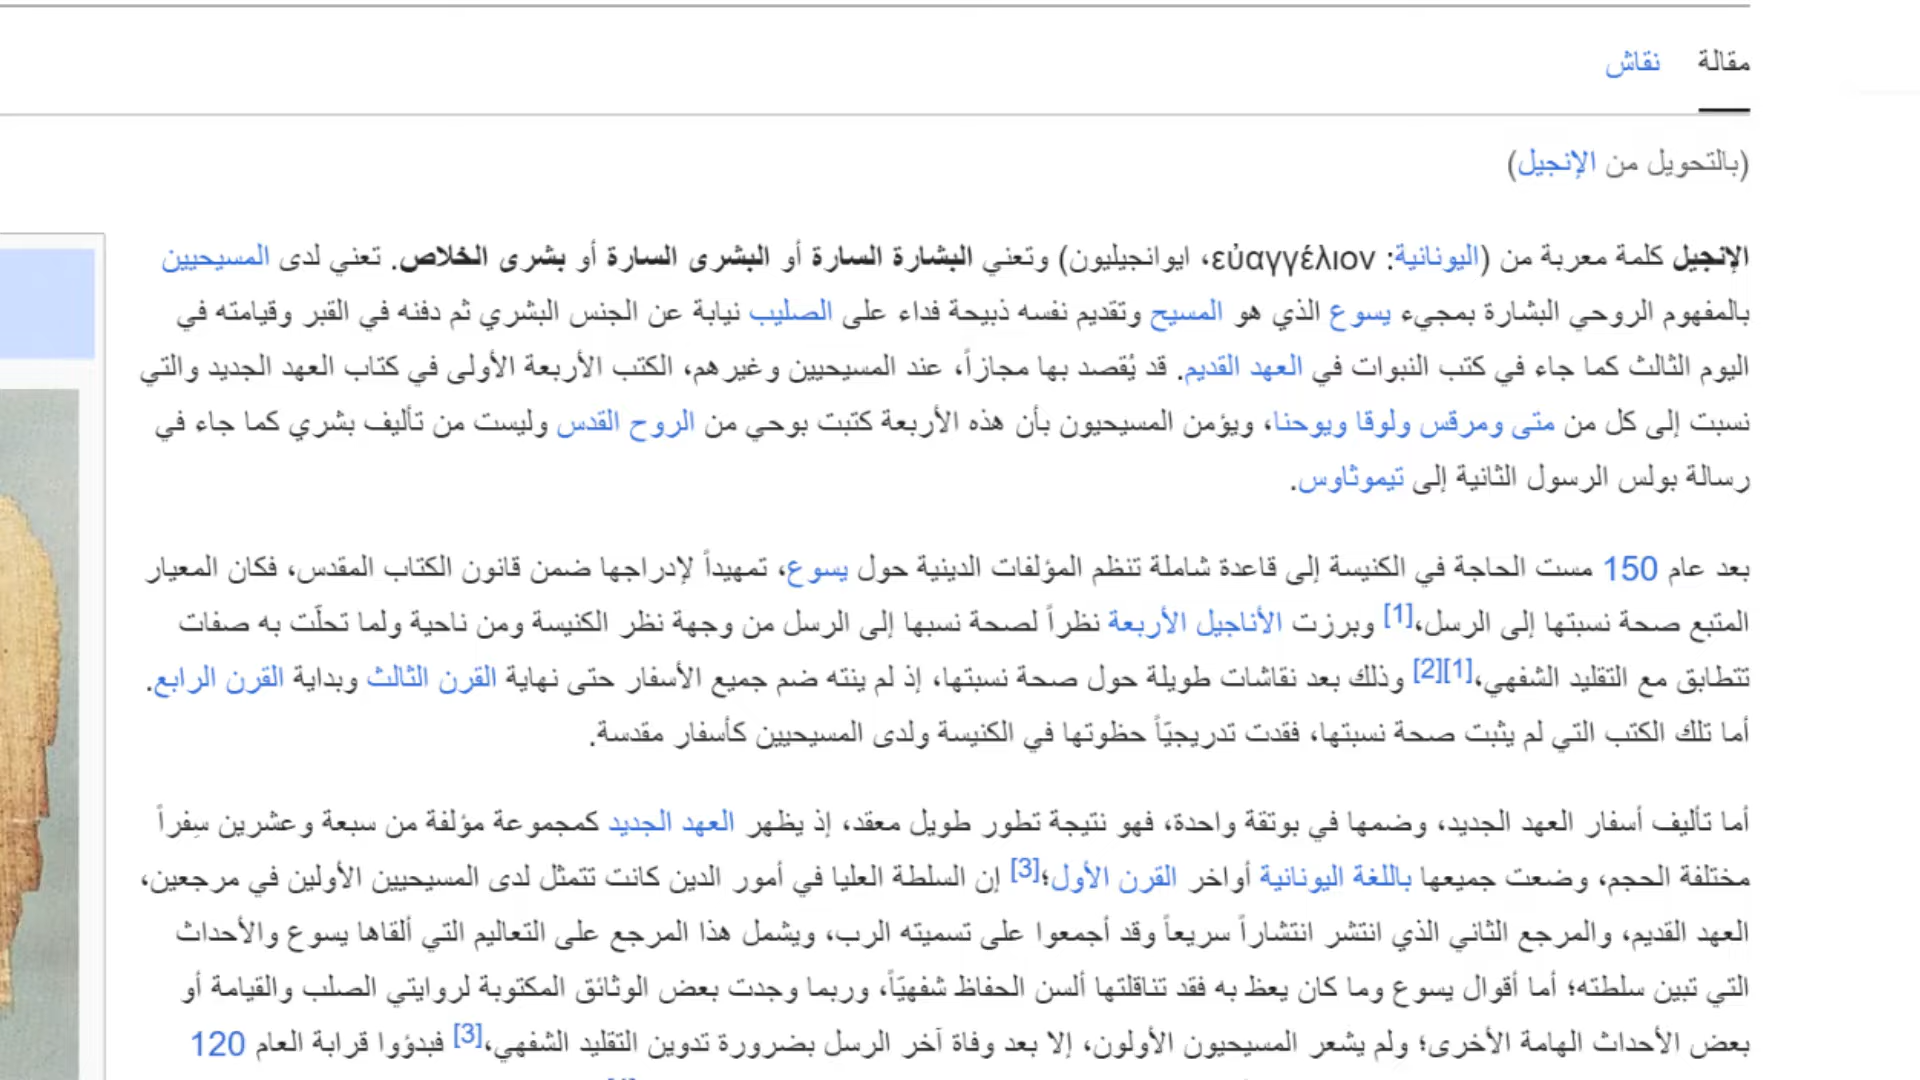 مقالة نقاش
(بالتحويل من الإنجيل)
الإنجيل كلمة معربة من (اليونانية: εὐαγγέλιον، ايوانجيليون) وتعني البشارة السارة أو البشرى السارة أو بشرى الخلاص. تعني لدى المسيحيين
بالمفهوم الروحي البشارة بمجيء يسوع الذي هو المسيح وتقديم نفسه ذبيحة فداء على الصليب نيابة عن الجنس البشري ثم دفنه في القبر وقيامته في
اليوم الثالث كما جاء في كتب النبوات في العهد القديم. قد يُقصد بها مجازاً، عند المسيحيين وغيرهم، الكتب الأربعة الأولى في كتاب العهد الجديد والتي
نسبت إلى كل من متى ومرقس ولوقا ويوحنا، ويؤمن المسيحيون بأن هذه الأربعة كتبت بوحي من الروح القدس وليست من تأليف بشري كما جاء في
رسالة بولس الرسول الثانية إلى تيموثاوس.
بعد عام 150 مست الحاجة في الكنيسة إلى قاعدة شاملة تنظم المؤلفات الدينية حول يسوع، تمهيداً لإدراجها ضمن قانون الكتاب المقدس، فكان المعيار
المتبع صحة نسبتها إلى الرسل،[1] وبرزت الأناجيل الأربعة نظراً لصحة نسبها إلى الرسل من وجهة نظر الكنيسة ومن ناحية ولما تحلّت به صفات
تتطابق مع التقليد الشفهي،[1][2] وذلك بعد نقاشات طويلة حول صحة نسبتها، إذ لم ينته ضم جميع الأسفار حتى نهاية القرن الثالث وبداية القرن الرابع.
أما تلك الكتب التي لم يثبت صحة نسبتها، فقدت تدريجيّاً حظوتها في الكنيسة ولدى المسيحيين كأسفار مقدسة.
أما تأليف أسفار العهد الجديد، وضمها في بوتقة واحدة، فهو نتيجة تطور طويل معقد، إذ يظهر العهد الجديد كمجموعة مؤلفة من سبعة وعشرين سِفراً
مختلفة الحجم، وضعت جميعها باللغة اليونانية أواخر القرن الأول؛[3] إن السلطة العليا في أمور الدين كانت تتمثل لدى المسيحيين الأولين في مرجعين،
العهد القديم، والمرجع الثاني الذي انتشر انتشاراً سريعاً وقد أجمعوا على تسميته الرب، ويشمل هذا المرجع على التعاليم التي ألقاها يسوع والأحداث
التي تبين سلطته؛ أما أقوال يسوع وما كان يعظ به فقد تناقلتها ألسن الحفاظ شفهيّاً، وربما وجدت بعض الوثائق المكتوبة لروايتي الصلب والقيامة أو
بعض الأحداث الهامة الأخرى؛ ولم يشعر المسيحيون الأولون، إلا بعد وفاة آخر الرسل بضرورة تدوين التقليد الشفهي،[3] فبدؤوا قرابة العام 120